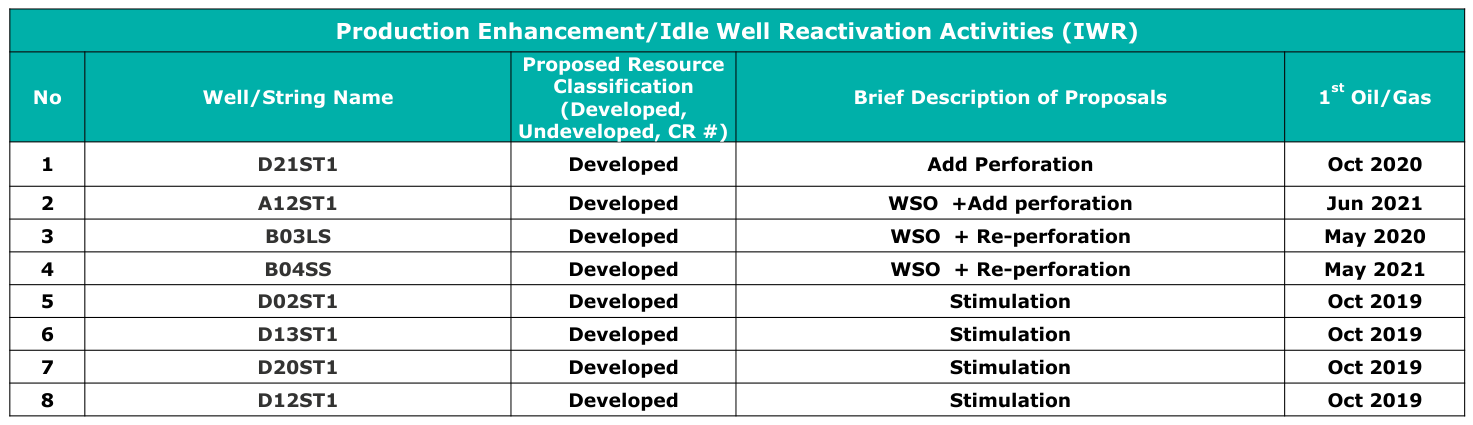 Production Enhancement/Idle Well Reactivation Activities (IWR)
No Well/String Name Proposed Resource Classification (Developed, Undeveloped, CR #) Brief Description of Proposals 1st Oil/Gas
1 D21ST1 Developed Add Perforation Oct 2020
2 A12ST1 Developed WSO +Add perforation Jun 2021
3 B03LS Developed WSO + Re-perforation May 2020
4 B04SS Developed WSO + Re-perforation May 2021
5 D02ST1 Developed Stimulation Oct 2019
6 D13ST1 Developed Stimulation Oct 2019
7 D20ST1 Developed Stimulation Oct 2019
8 D12ST1 Developed Stimulation Oct 2019